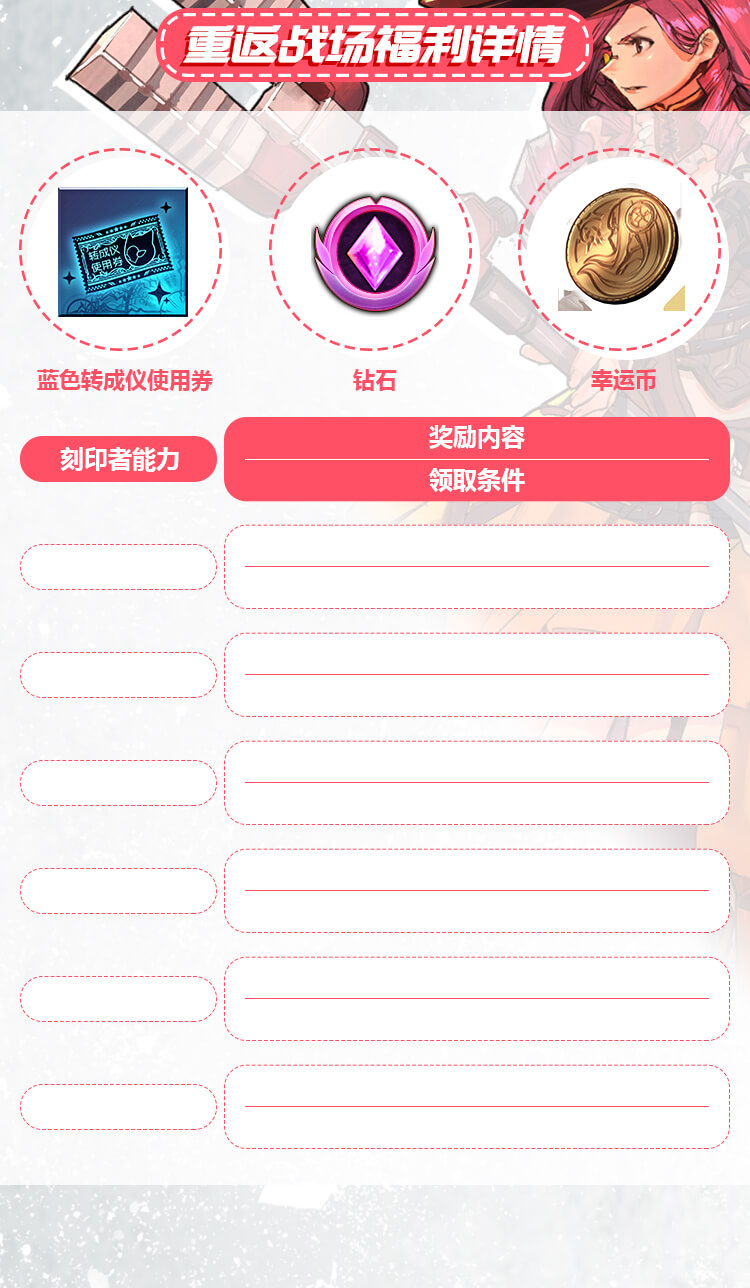 重返战场福利详情
转成仪
使用券
蓝色转成仪使用券
钻石
幸运币
刻印者能力
奖励内容
领取条件